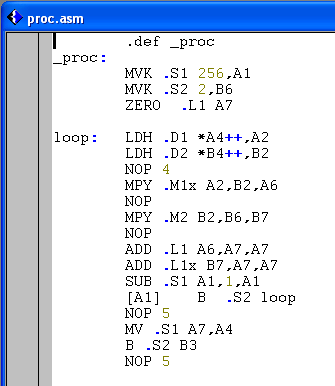 proc.asm
.def _proc
_proc:
MVK .S1 256,A1
MVK .S2 2,B6
ZERO .L1 A7
loop: LDH .D1 *A4++,A2
LDH .D2 *B4++,B2
NOP 4
MPY .M1x A2,B2,A6
NOP
MPY .M2 B2,B6,B7
NOP
ADD .L1 A6,A7,A7
ADD .L1x B7,A7,A7
SUB .S1 A1,1,A1
[A1] B .S2 loop
NOP 5
MV .S1 A7,A4
B .S2 B3
NOP 5